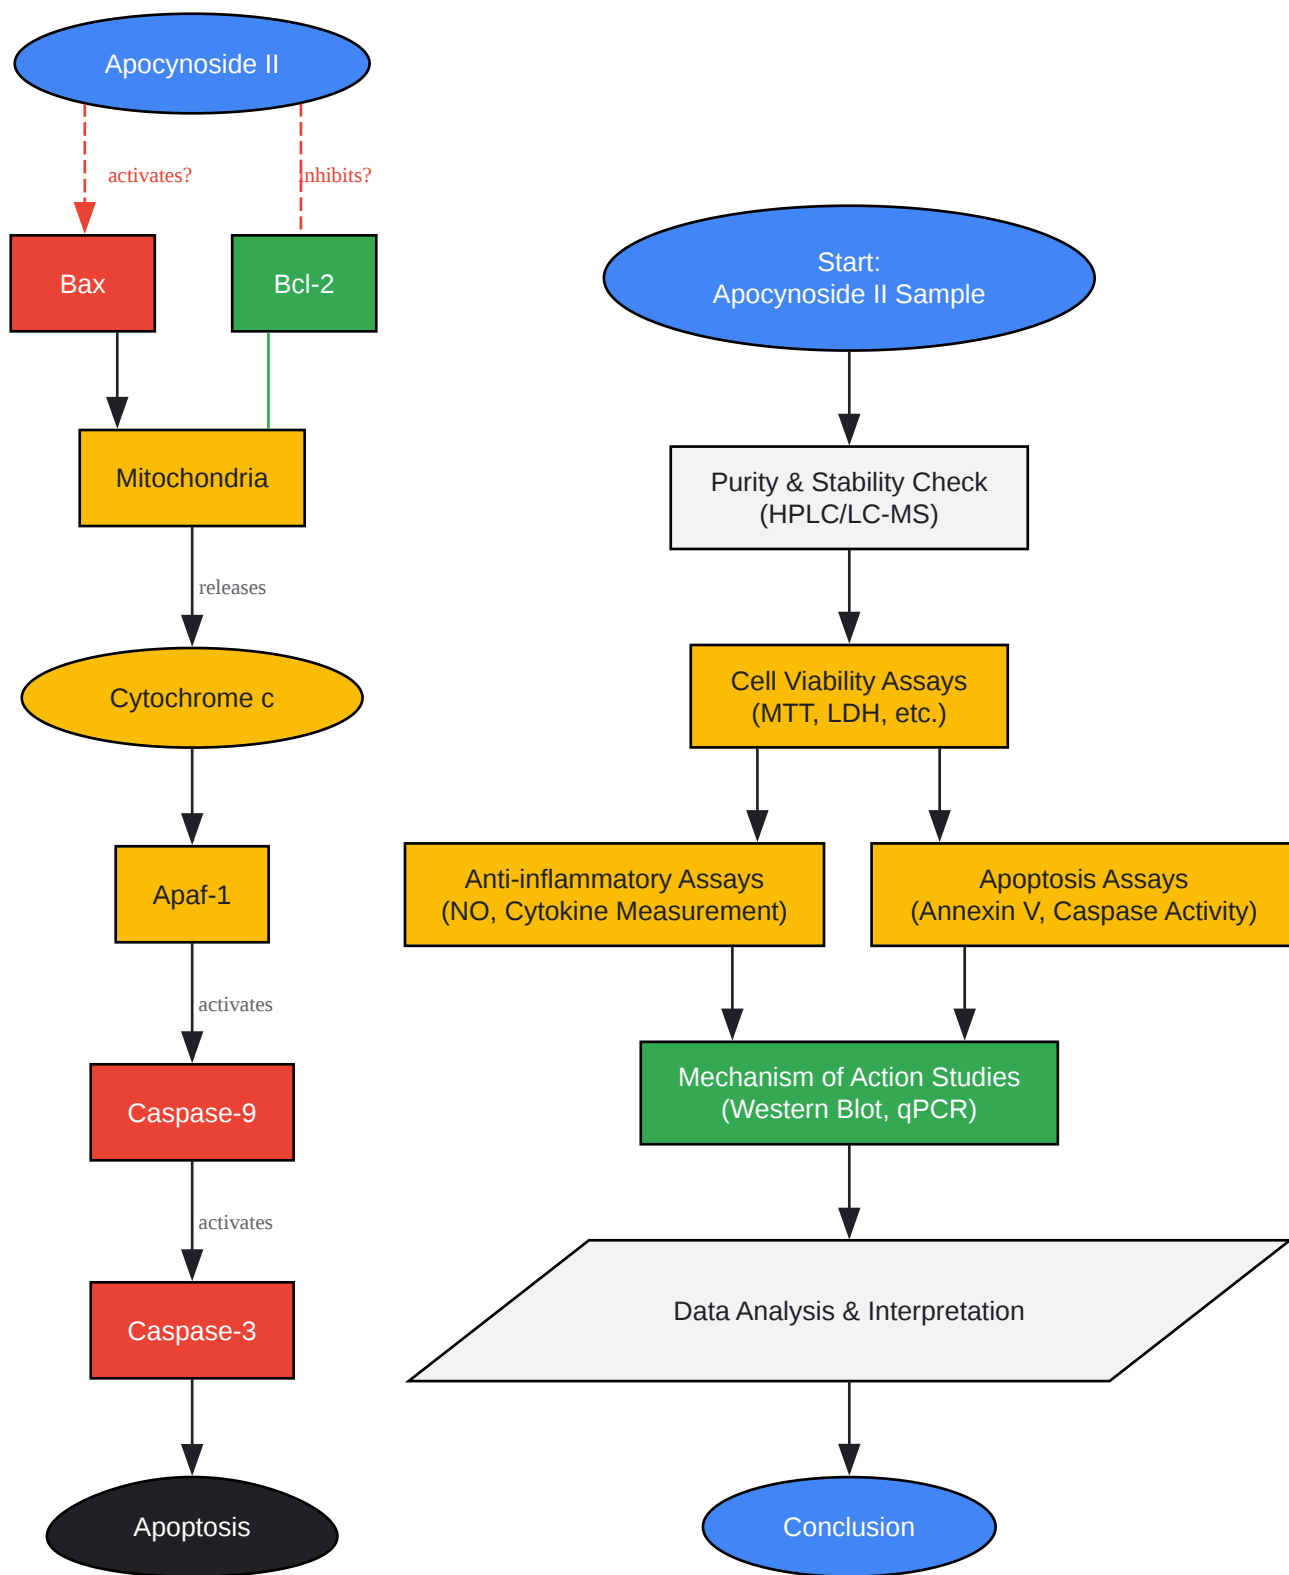 Apocynoside II
activates?
inhibits?
Bax
Bcl-2
Mitochondria
releases
Cytochrome c
Apaf-1
activates
Caspase-9
activates
Caspase-3
Apoptosis
Start:
Apocynoside II Sample
Purity & Stability Check
(HPLC/LC-MS)
Cell Viability Assays
(MTT, LDH, etc.)
Anti-inflammatory Assays
(NO, Cytokine Measurement)
Apoptosis Assays
(Annexin V, Caspase Activity)
Mechanism of Action Studies
(Western Blot, qPCR)
Data Analysis & Interpretation
Conclusion